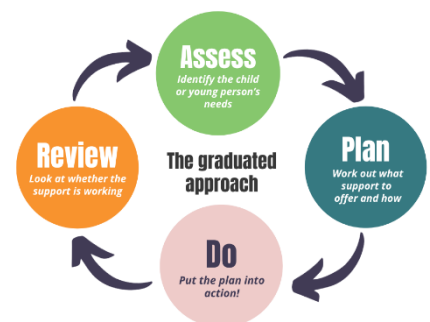 Assess
Identify the child
or young person's
needs
Plan
Work out what
support to
offer and how
Do
Put the plan into
action!
Review
Look at whether the
support is working
The graduated
approach